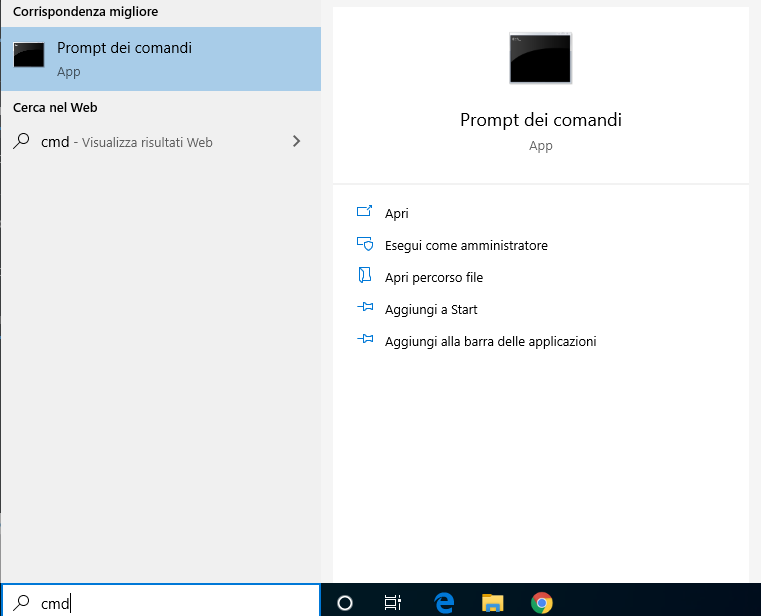 Corrispondenza migliore
Prompt dei comandi
App
Cerca nel Web
cmd - Visualizza risultati Web
Prompt dei comandi
App
Apri
Esegui come amministratore
Apri percorso file
Aggiungi a Start
Aggiungi alla barra delle applicazioni
cmd